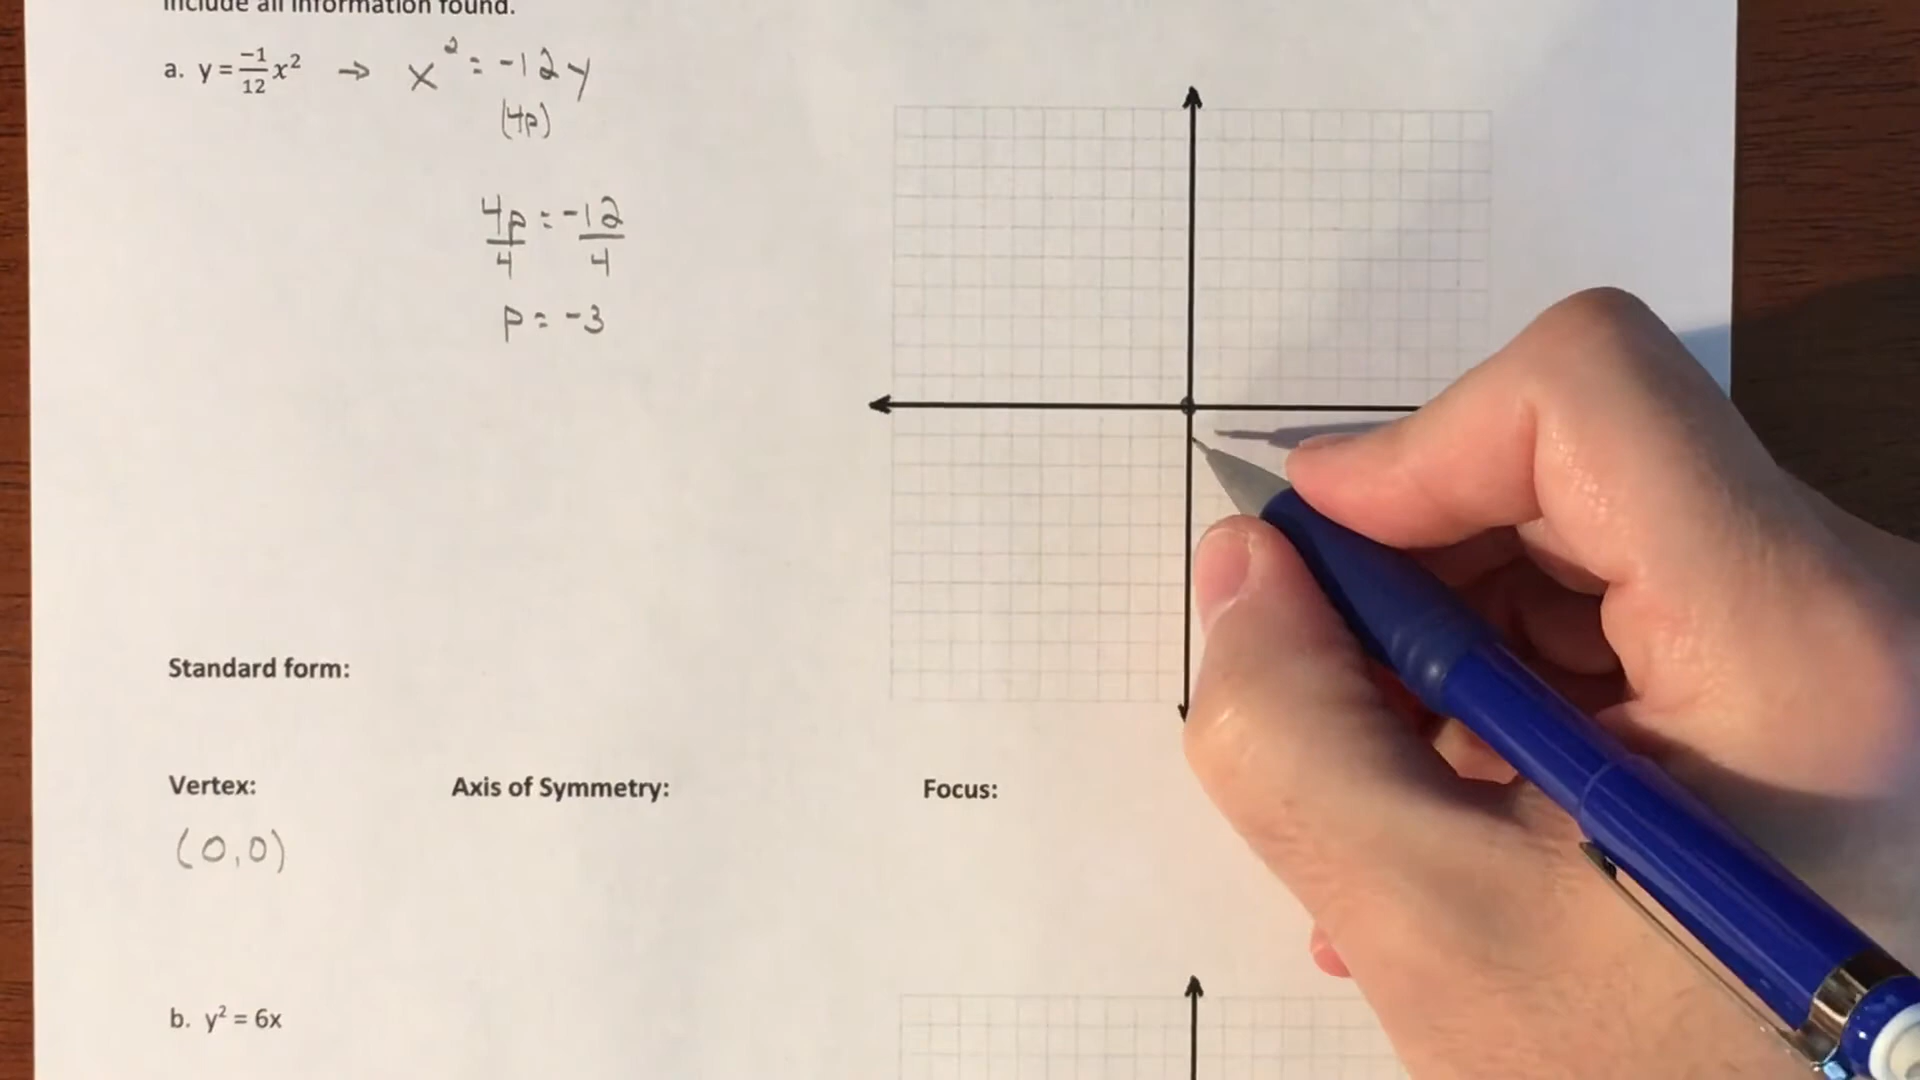 include all information found.
a. y = -1/12 x² → x² = -12y
(4p)
4p/4 = -12/4
p = -3
Standard form:
Vertex: Axis of Symmetry: Focus:
(0,0)
b. y² = 6x